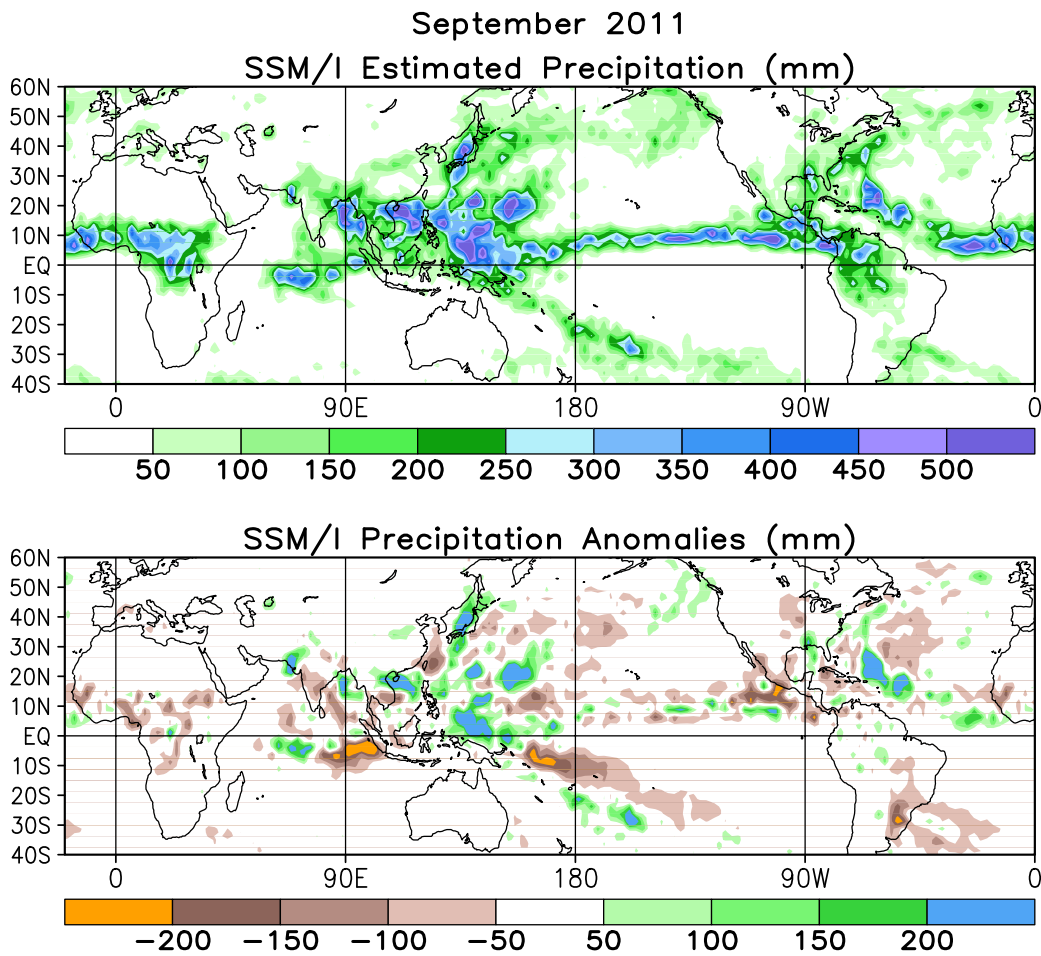 September 2011
SSM/I Estimated Precipitation (mm)
60N
50N
40N
30N
20N
10N
EQ
10S
20S
30S
40S
0 90E 180 90W 0
50 100 150 200 250 300 350 400 450 500
SSM/I Precipitation Anomalies (mm)
60N
50N
40N
30N
20N
10N
EQ
10S
20S
30S
40S
0 90E 180 90W 0
−200 −150 −100 −50 50 100 150 200